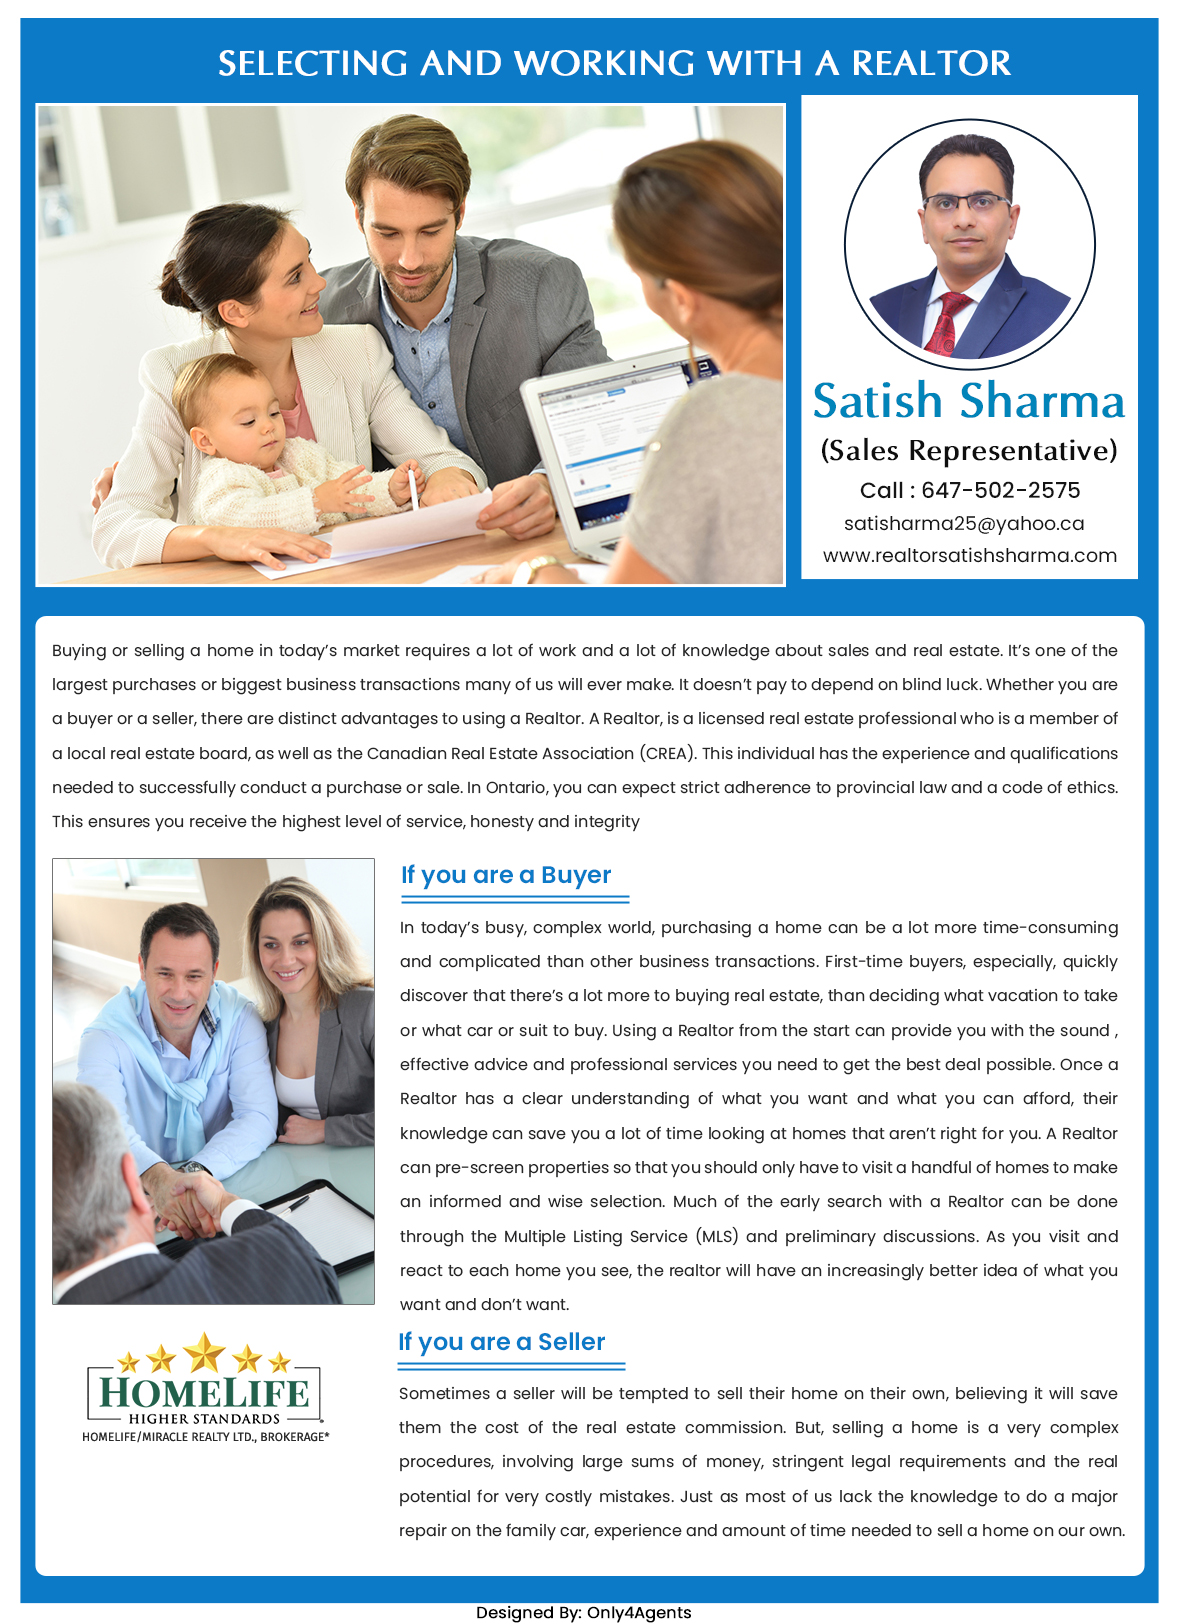 SELECTING AND WORKING WITH A REALTOR
Satish Sharma
(Sales Representative)
Call : 647-502-2575
satisharma25@yahoo.ca
www.realtorsatishsharma.com
Buying or selling a home in today’s market requires a lot of work and a lot of knowledge about sales and real estate. It’s one of the
largest purchases or biggest business transactions many of us will ever make. It doesn’t pay to depend on blind luck. Whether you are
a buyer or a seller, there are distinct advantages to using a Realtor. A Realtor, is a licensed real estate professional who is a member of
a local real estate board, as well as the Canadian Real Estate Association (CREA). This individual has the experience and qualifications
needed to successfully conduct a purchase or sale. In Ontario, you can expect strict adherence to provincial law and a code of ethics.
This ensures you receive the highest level of service, honesty and integrity
If you are a Buyer
In today’s busy, complex world, purchasing a home can be a lot more time-consuming
and complicated than other business transactions. First-time buyers, especially, quickly
discover that there’s a lot more to buying real estate, than deciding what vacation to take
or what car or suit to buy. Using a Realtor from the start can provide you with the sound ,
effective advice and professional services you need to get the best deal possible. Once a
Realtor has a clear understanding of what you want and what you can afford, their
knowledge can save you a lot of time looking at homes that aren’t right for you. A Realtor
can pre-screen properties so that you should only have to visit a handful of homes to make
an informed and wise selection. Much of the early search with a Realtor can be done
through the Multiple Listing Service (MLS) and preliminary discussions. As you visit and
react to each home you see, the realtor will have an increasingly better idea of what you
want and don’t want.
If you are a Seller
Sometimes a seller will be tempted to sell their home on their own, believing it will save
them the cost of the real estate commission. But, selling a home is a very complex
procedures, involving large sums of money, stringent legal requirements and the real
potential for very costly mistakes. Just as most of us lack the knowledge to do a major
repair on the family car, experience and amount of time needed to sell a home on our own.
HOMELIFE
HIGHER STANDARDS
HOMELIFE/MIRACLE REALTY LTD., BROKERAGE*
Designed By: Only4Agents